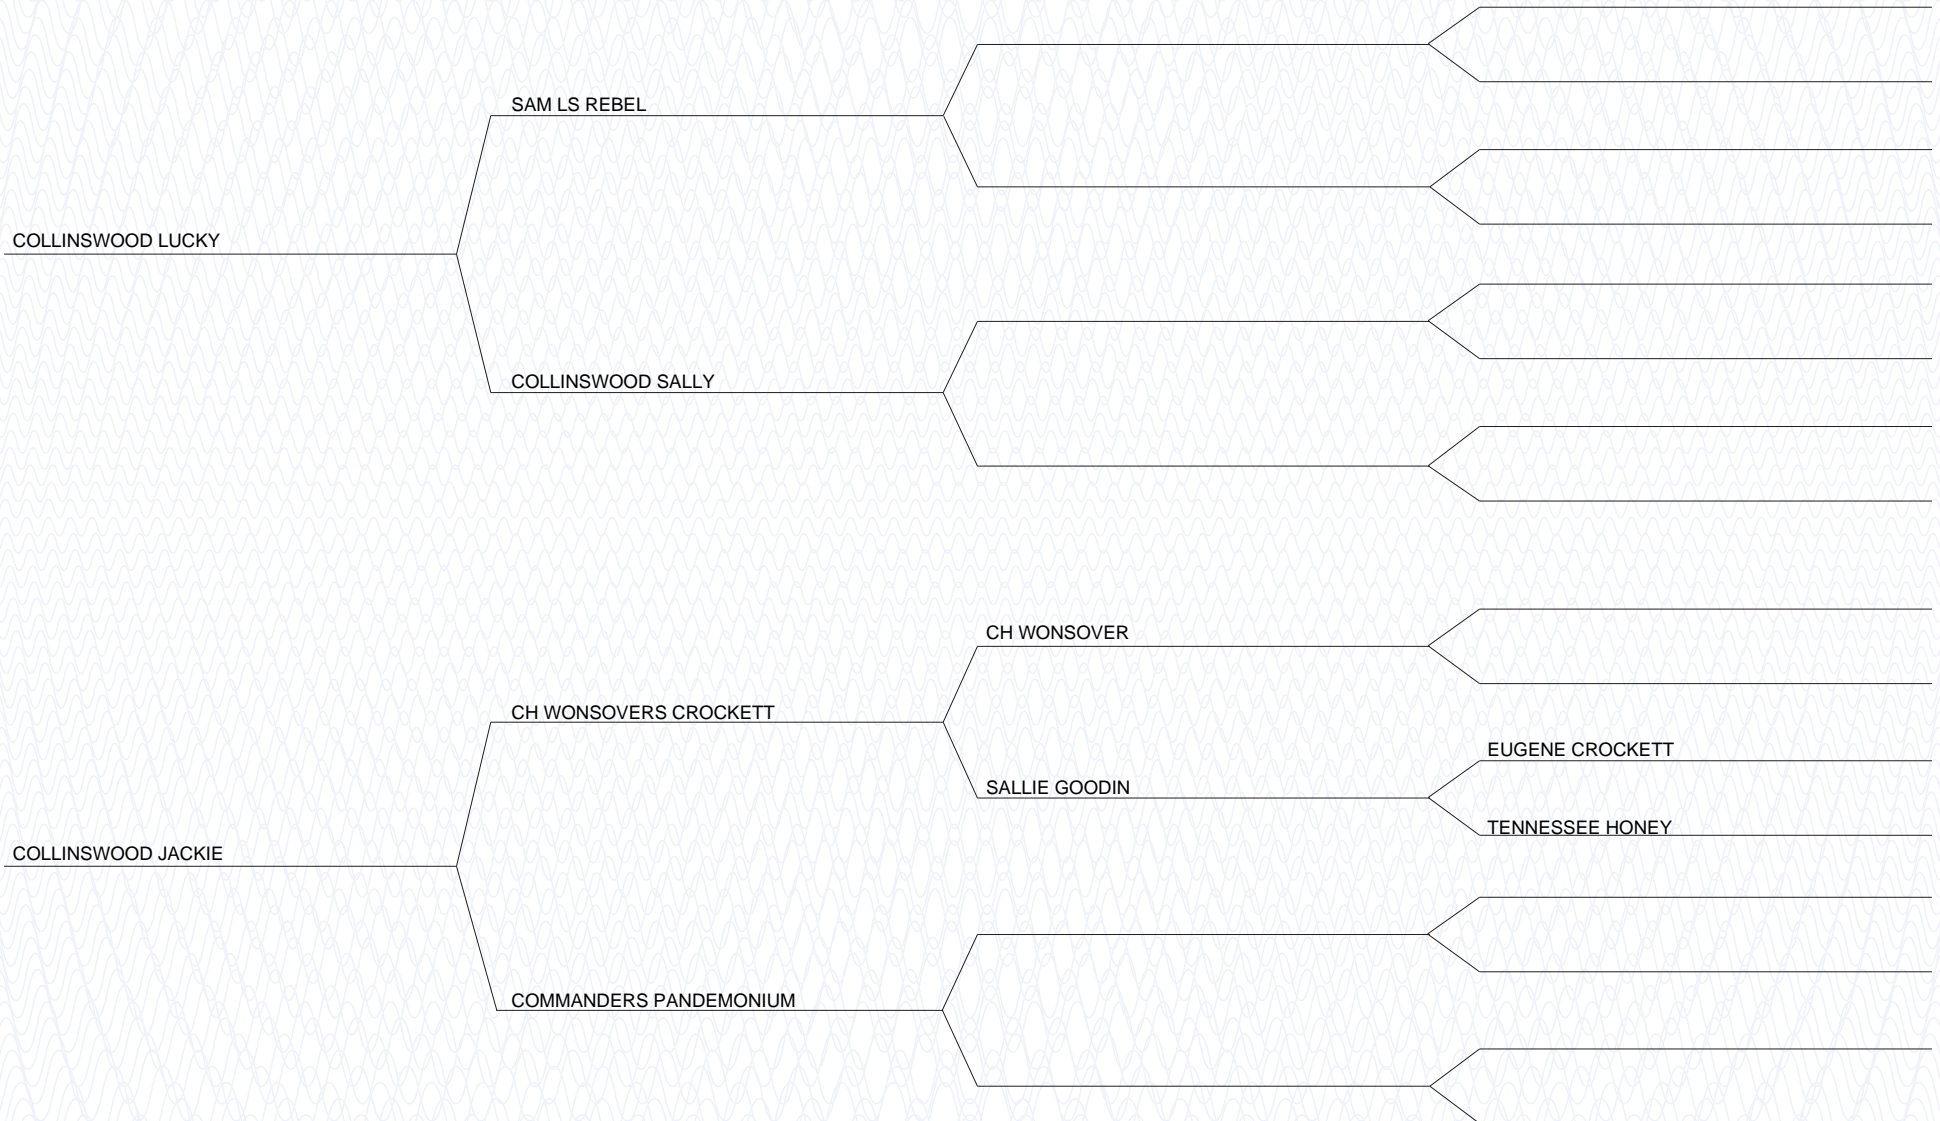 SAM LS REBEL
COLLINSWOOD LUCKY
COLLINSWOOD SALLY
CH WONSOVER
CH WONSOVERS CROCKETT
EUGENE CROCKETT
SALLIE GOODIN
TENNESSEE HONEY
COLLINSWOOD JACKIE
COMMANDERS PANDEMONIUM